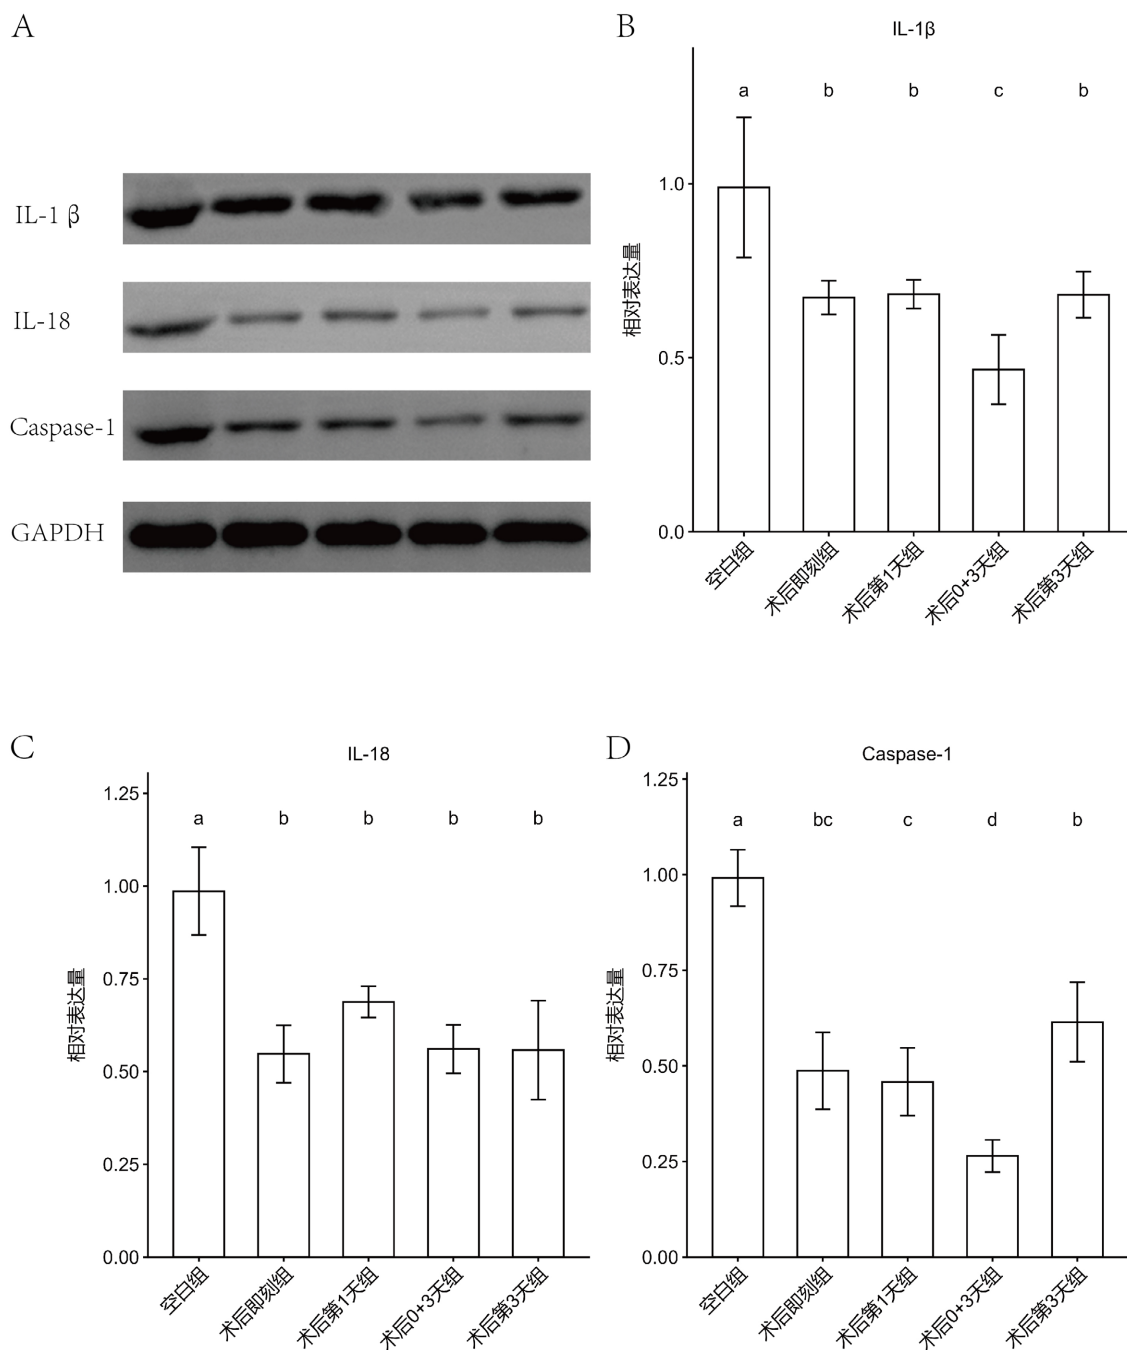 A
IL-1 β
IL-18
Caspase-1
GAPDH
B
IL-1β
a b b c b
1.0
0.5
0.0
相对表达量
空白组
术后即刻组
术后第1天组
术后0+3天组
术后第3天组
C
IL-18
a b b b b
1.25
1.00
0.75
0.50
0.25
0.00
相对表达量
空白组
术后即刻组
术后第1天组
术后0+3天组
术后第3天组
D
Caspase-1
1.25
a bc c d b
1.00
0.75
0.50
0.25
0.00
相对表达量
空白组
术后即刻组
术后第1天组
术后0+3天组
术后第3天组